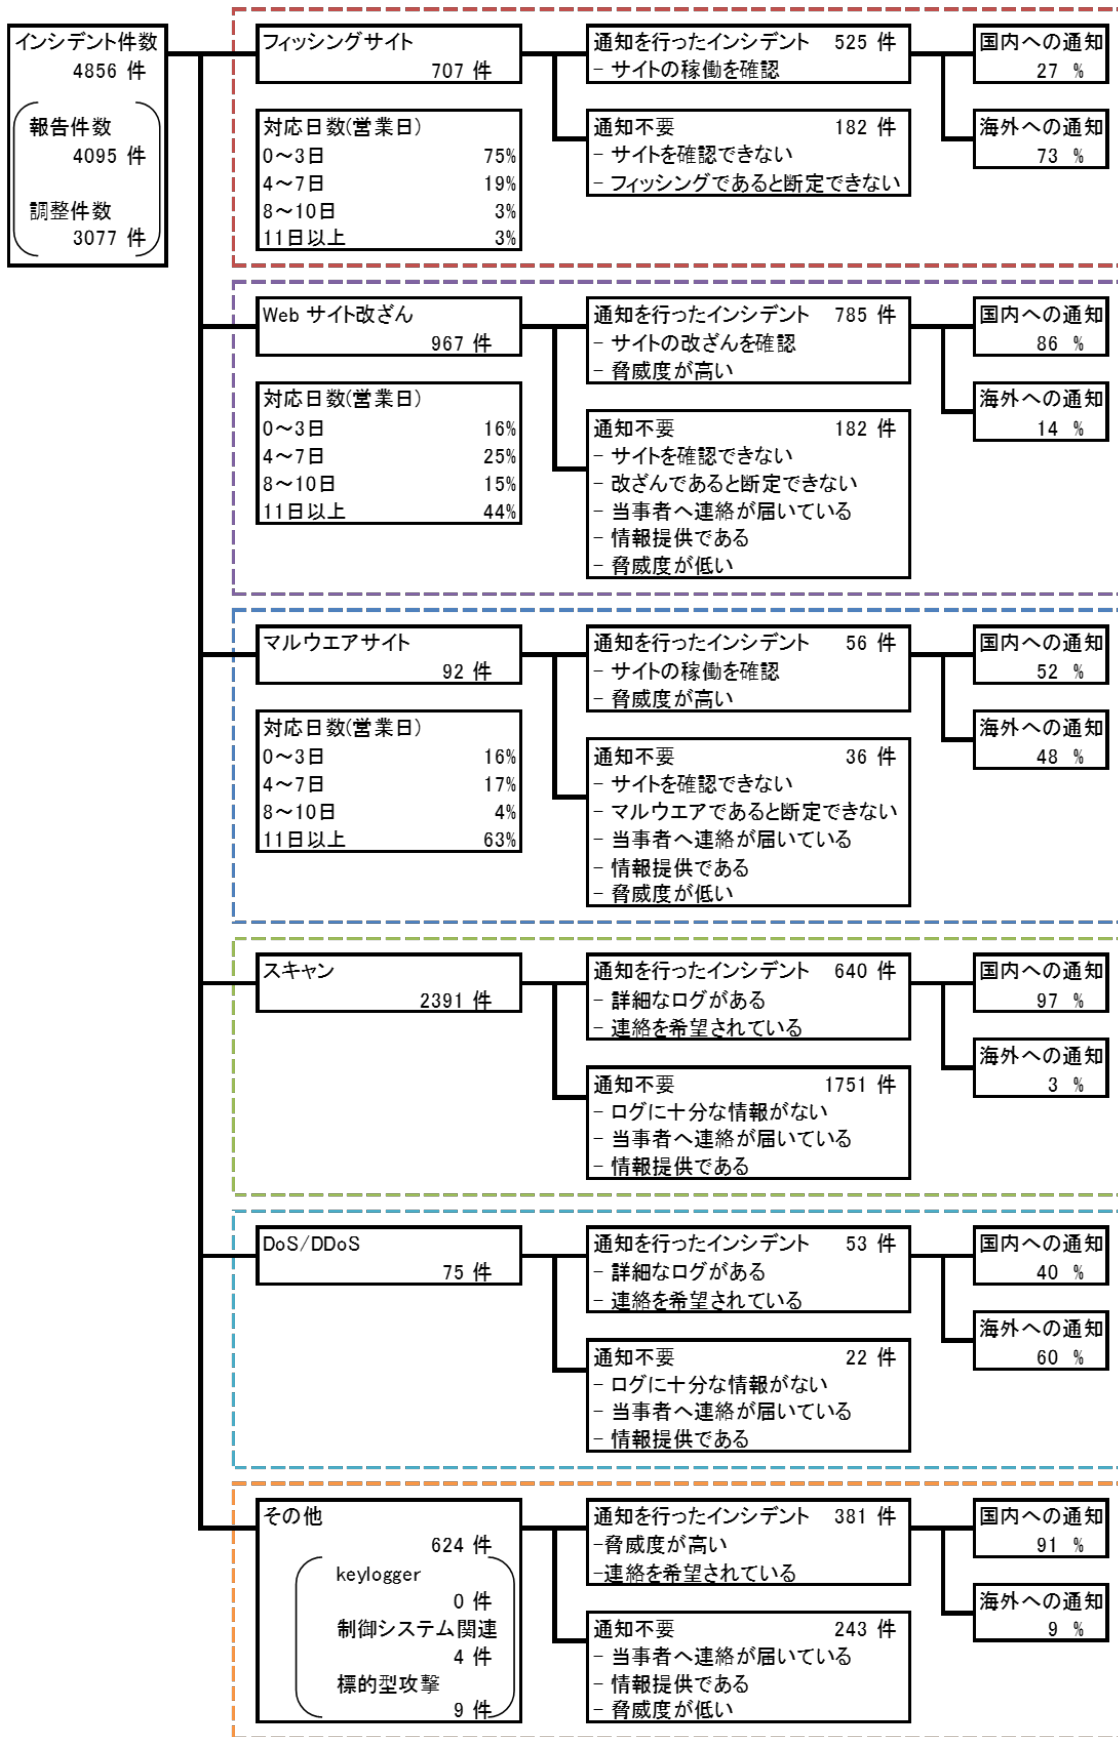 インシデント件数
4856 件
報告件数
4095 件
調整件数
3077 件
フィッシングサイト
707 件
対応日数(営業日)
0～3日 75%
4～7日 19%
8～10日 3%
11日以上 3%
通知を行ったインシデント 525 件
- サイトの稼働を確認
通知不要 182 件
- サイトを確認できない
- フィッシングであると断定できない
国内への通知
27 %
海外への通知
73 %
Web サイト改ざん
967 件
対応日数(営業日)
0～3日 16%
4～7日 25%
8～10日 15%
11日以上 44%
通知を行ったインシデント 785 件
- サイトの改ざんを確認
- 脅威度が高い
通知不要 182 件
- サイトを確認できない
- 改ざんであると断定できない
- 当事者へ連絡が届いている
- 情報提供である
- 脅威度が低い
国内への通知
86 %
海外への通知
14 %
マルウエアサイト
92 件
対応日数(営業日)
0～3日 16%
4～7日 17%
8～10日 4%
11日以上 63%
通知を行ったインシデント 56 件
- サイトの稼働を確認
- 脅威度が高い
通知不要 36 件
- サイトを確認できない
- マルウエアであると断定できない
- 当事者へ連絡が届いている
- 情報提供である
- 脅威度が低い
国内への通知
52 %
海外への通知
48 %
スキャン
2391 件
通知を行ったインシデント 640 件
- 詳細なログがある
- 連絡を希望されている
通知不要 1751 件
- ログに十分な情報がない
- 当事者へ連絡が届いている
- 情報提供である
国内への通知
97 %
海外への通知
3 %
DoS/DDoS
75 件
通知を行ったインシデント 53 件
- 詳細なログがある
- 連絡を希望されている
通知不要 22 件
- ログに十分な情報がない
- 当事者へ連絡が届いている
- 情報提供である
国内への通知
40 %
海外への通知
60 %
その他
624 件
keylogger
0 件
制御システム関連
4 件
標的型攻撃
9 件
通知を行ったインシデント 381 件
-脅威度が高い
-連絡を希望されている
通知不要 243 件
- 当事者へ連絡が届いている
- 情報提供である
- 脅威度が低い
国内への通知
91 %
海外への通知
9 %